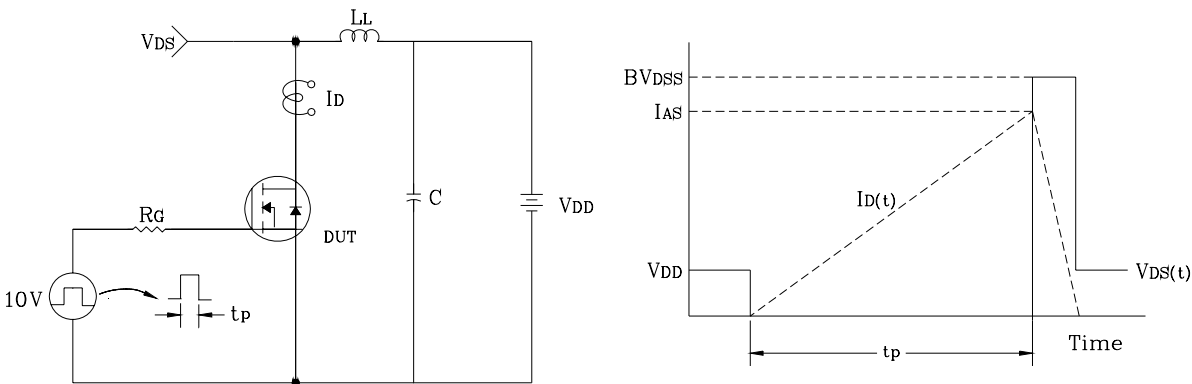 LL
VDS
ID
RG
DUT
C
VDD
10V
tp
BVDSS
IAS
ID(t)
VDD
VDS(t)
tp
Time